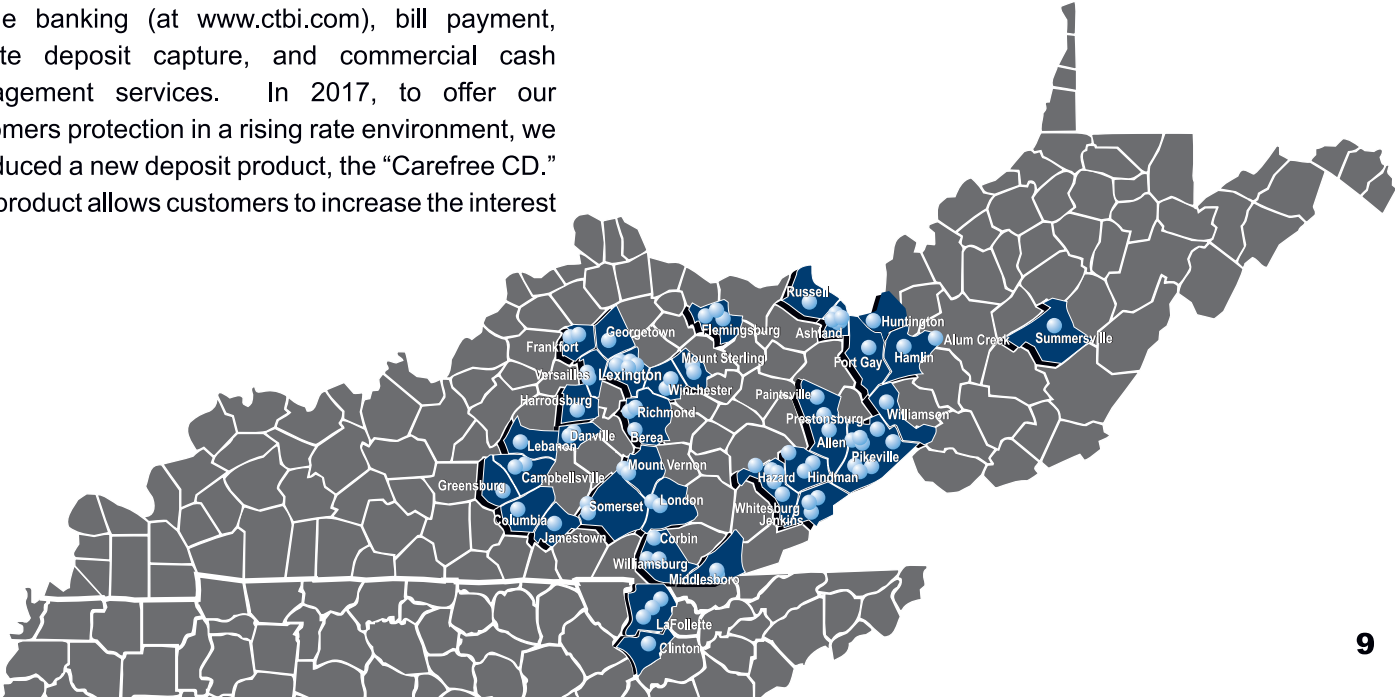 e banking (at www.ctbi.com), bill payment,
te deposit capture, and commercial cash
agement services. In 2017, to offer our
omers protection in a rising rate environment, we
duced a new deposit product, the “Carefree CD.”
product allows customers to increase the interest
Russell
Flemingsburg
Ashland
Huntington
Alum Creek
Summersville
Georgetown
Frankfort
Fort Gay
Hamlin
Mount Sterling
Versailles
Lexington
Winchester
Paintsville
Harrodsburg
Richmond
Prestonsburg
Williamson
Lebanon
Danville
Berea
Allen
Pikeville
Mount Vernon
Greensburg
Campbellsville
Hazard
Hindman
Somerset
London
Whitesburg
Columbia
Jenkins
Jamestown
Corbin
Williamsburg
Middlesboro
LaFollette
Clinton
9